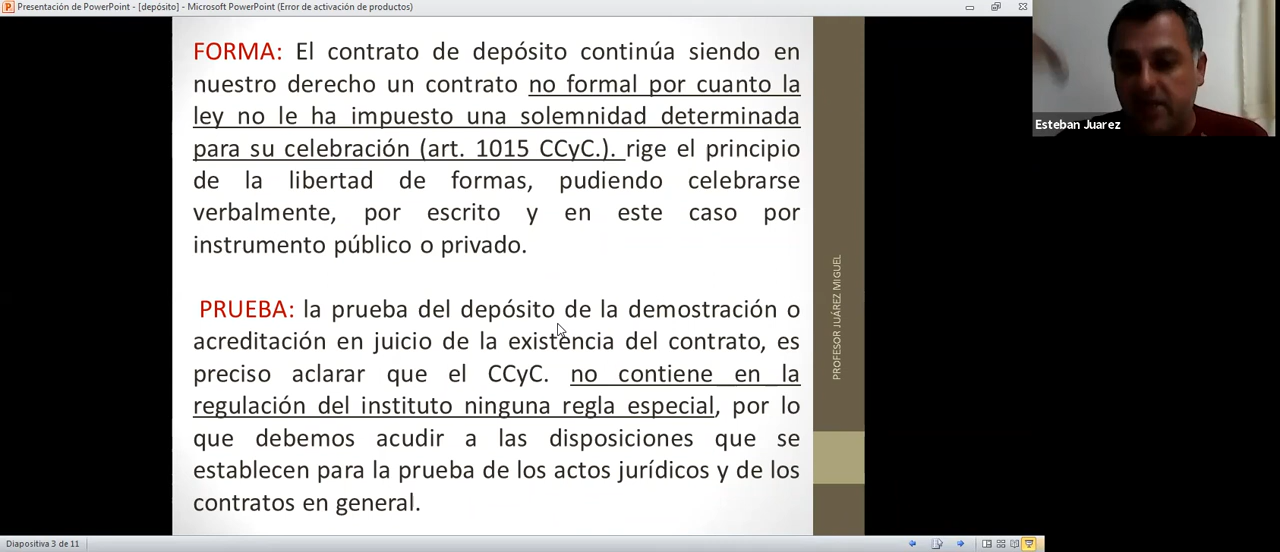 Presentación de PowerPoint - [depósito] - Microsoft PowerPoint (Error de activación de productos)
FORMA: El contrato de depósito continúa siendo en
nuestro derecho un contrato no formal por cuanto la
ley no le ha impuesto una solemnidad determinada
para su celebración (art. 1015 CCyC.). rige el principio
de la libertad de formas, pudiendo celebrarse
verbalmente, por escrito y en este caso por
instrumento público o privado.
PRUEBA: la prueba del depósito de la demostración o
acreditación en juicio de la existencia del contrato, es
preciso aclarar que el CCyC. no contiene en la
regulación del instituto ninguna regla especial, por lo
que debemos acudir a las disposiciones que se
establecen para la prueba de los actos jurídicos y de los
contratos en general.
PROFESOR JUÁREZ MIGUEL
Esteban Juarez
Diapositiva 3 de 11